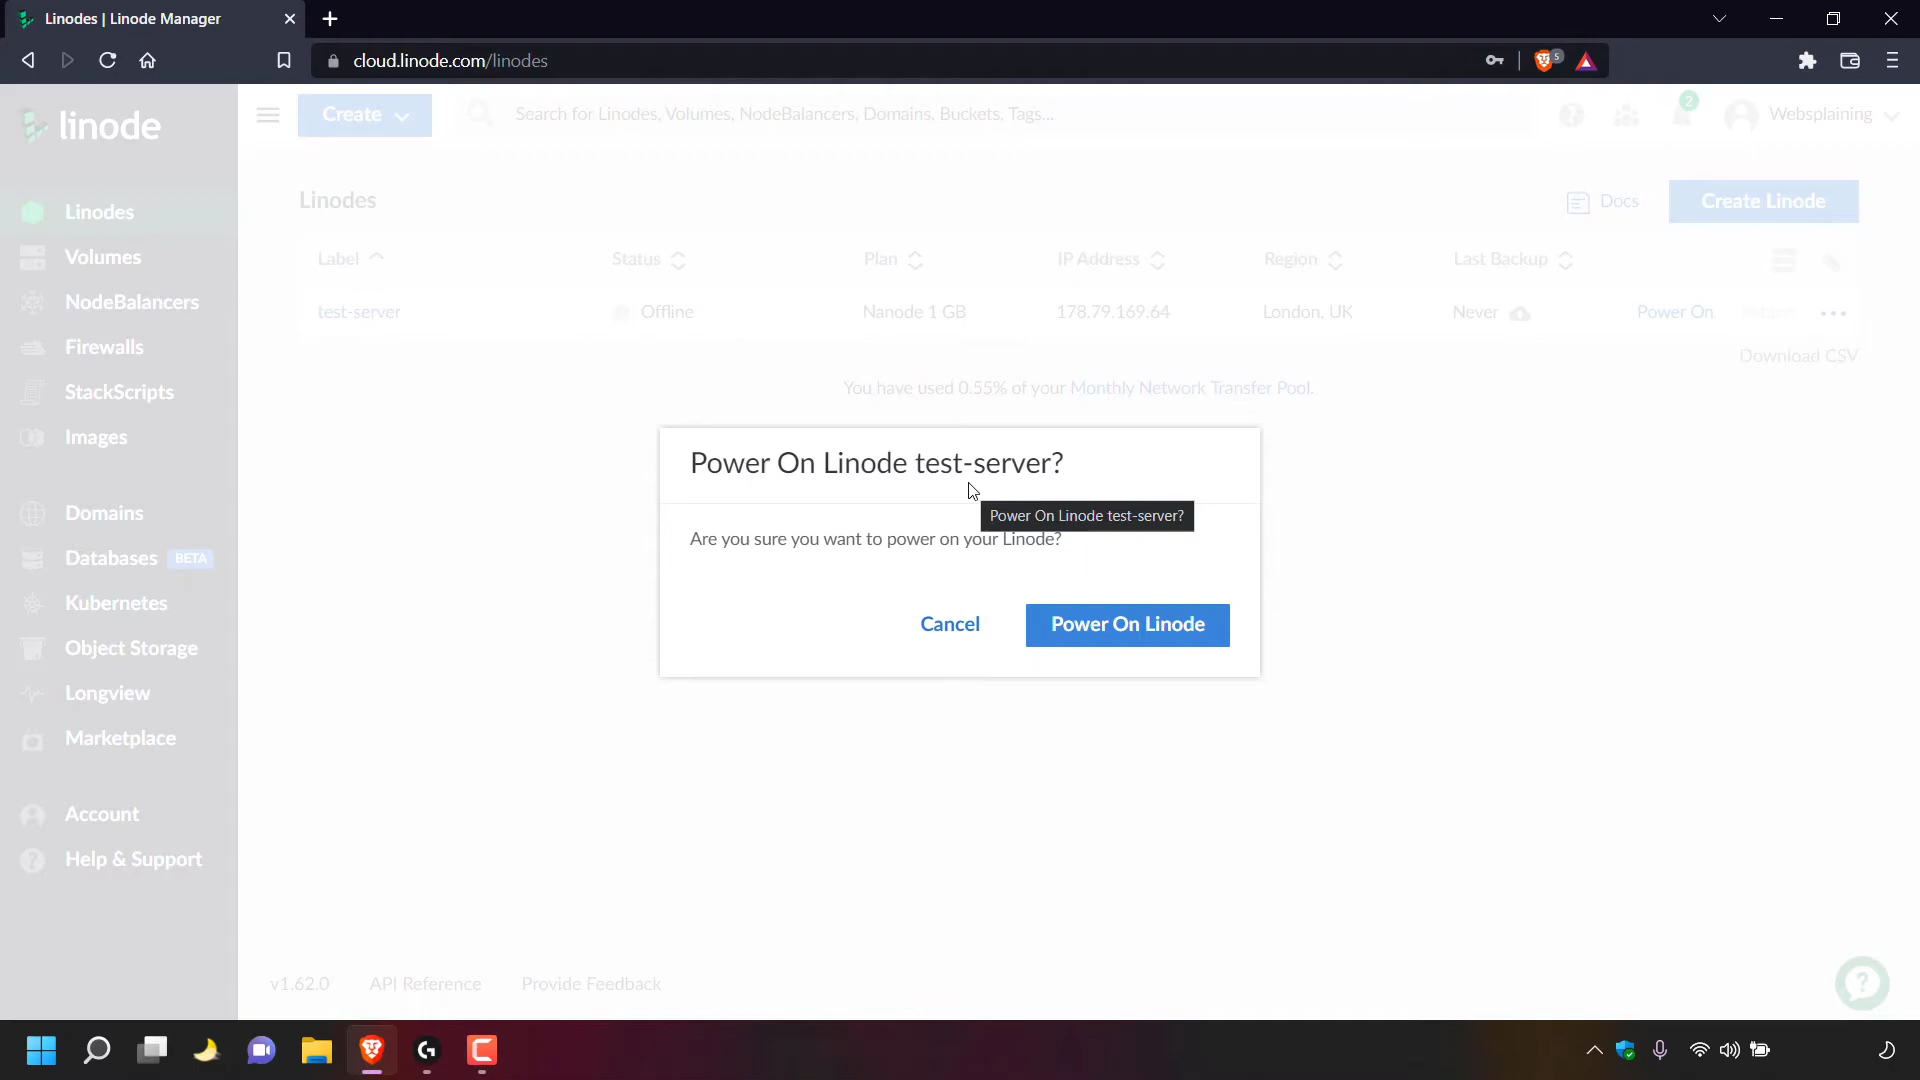 Linodes | Linode Manager
cloud.linode.com/linodes
5
linode
Create
Search for Linodes, Volumes, NodeBalancers, Domains, Buckets, Tags...
2
Websplaining
Linodes
Volumes
NodeBalancers
Firewalls
StackScripts
Images
Domains
Databases BETA
Kubernetes
Object Storage
Longview
Marketplace
Account
Help & Support
Linodes
Docs
Create Linode
Label Status Plan IP Address Region Last Backup
test-server Offline Nanode 1 GB 178.79.169.64 London, UK Never Power On
Download CSV
You have used 0.55% of your Monthly Network Transfer Pool.
Power On Linode test-server?
Power On Linode test-server?
Are you sure you want to power on your Linode?
Cancel Power On Linode
v1.62.0 API Reference Provide Feedback